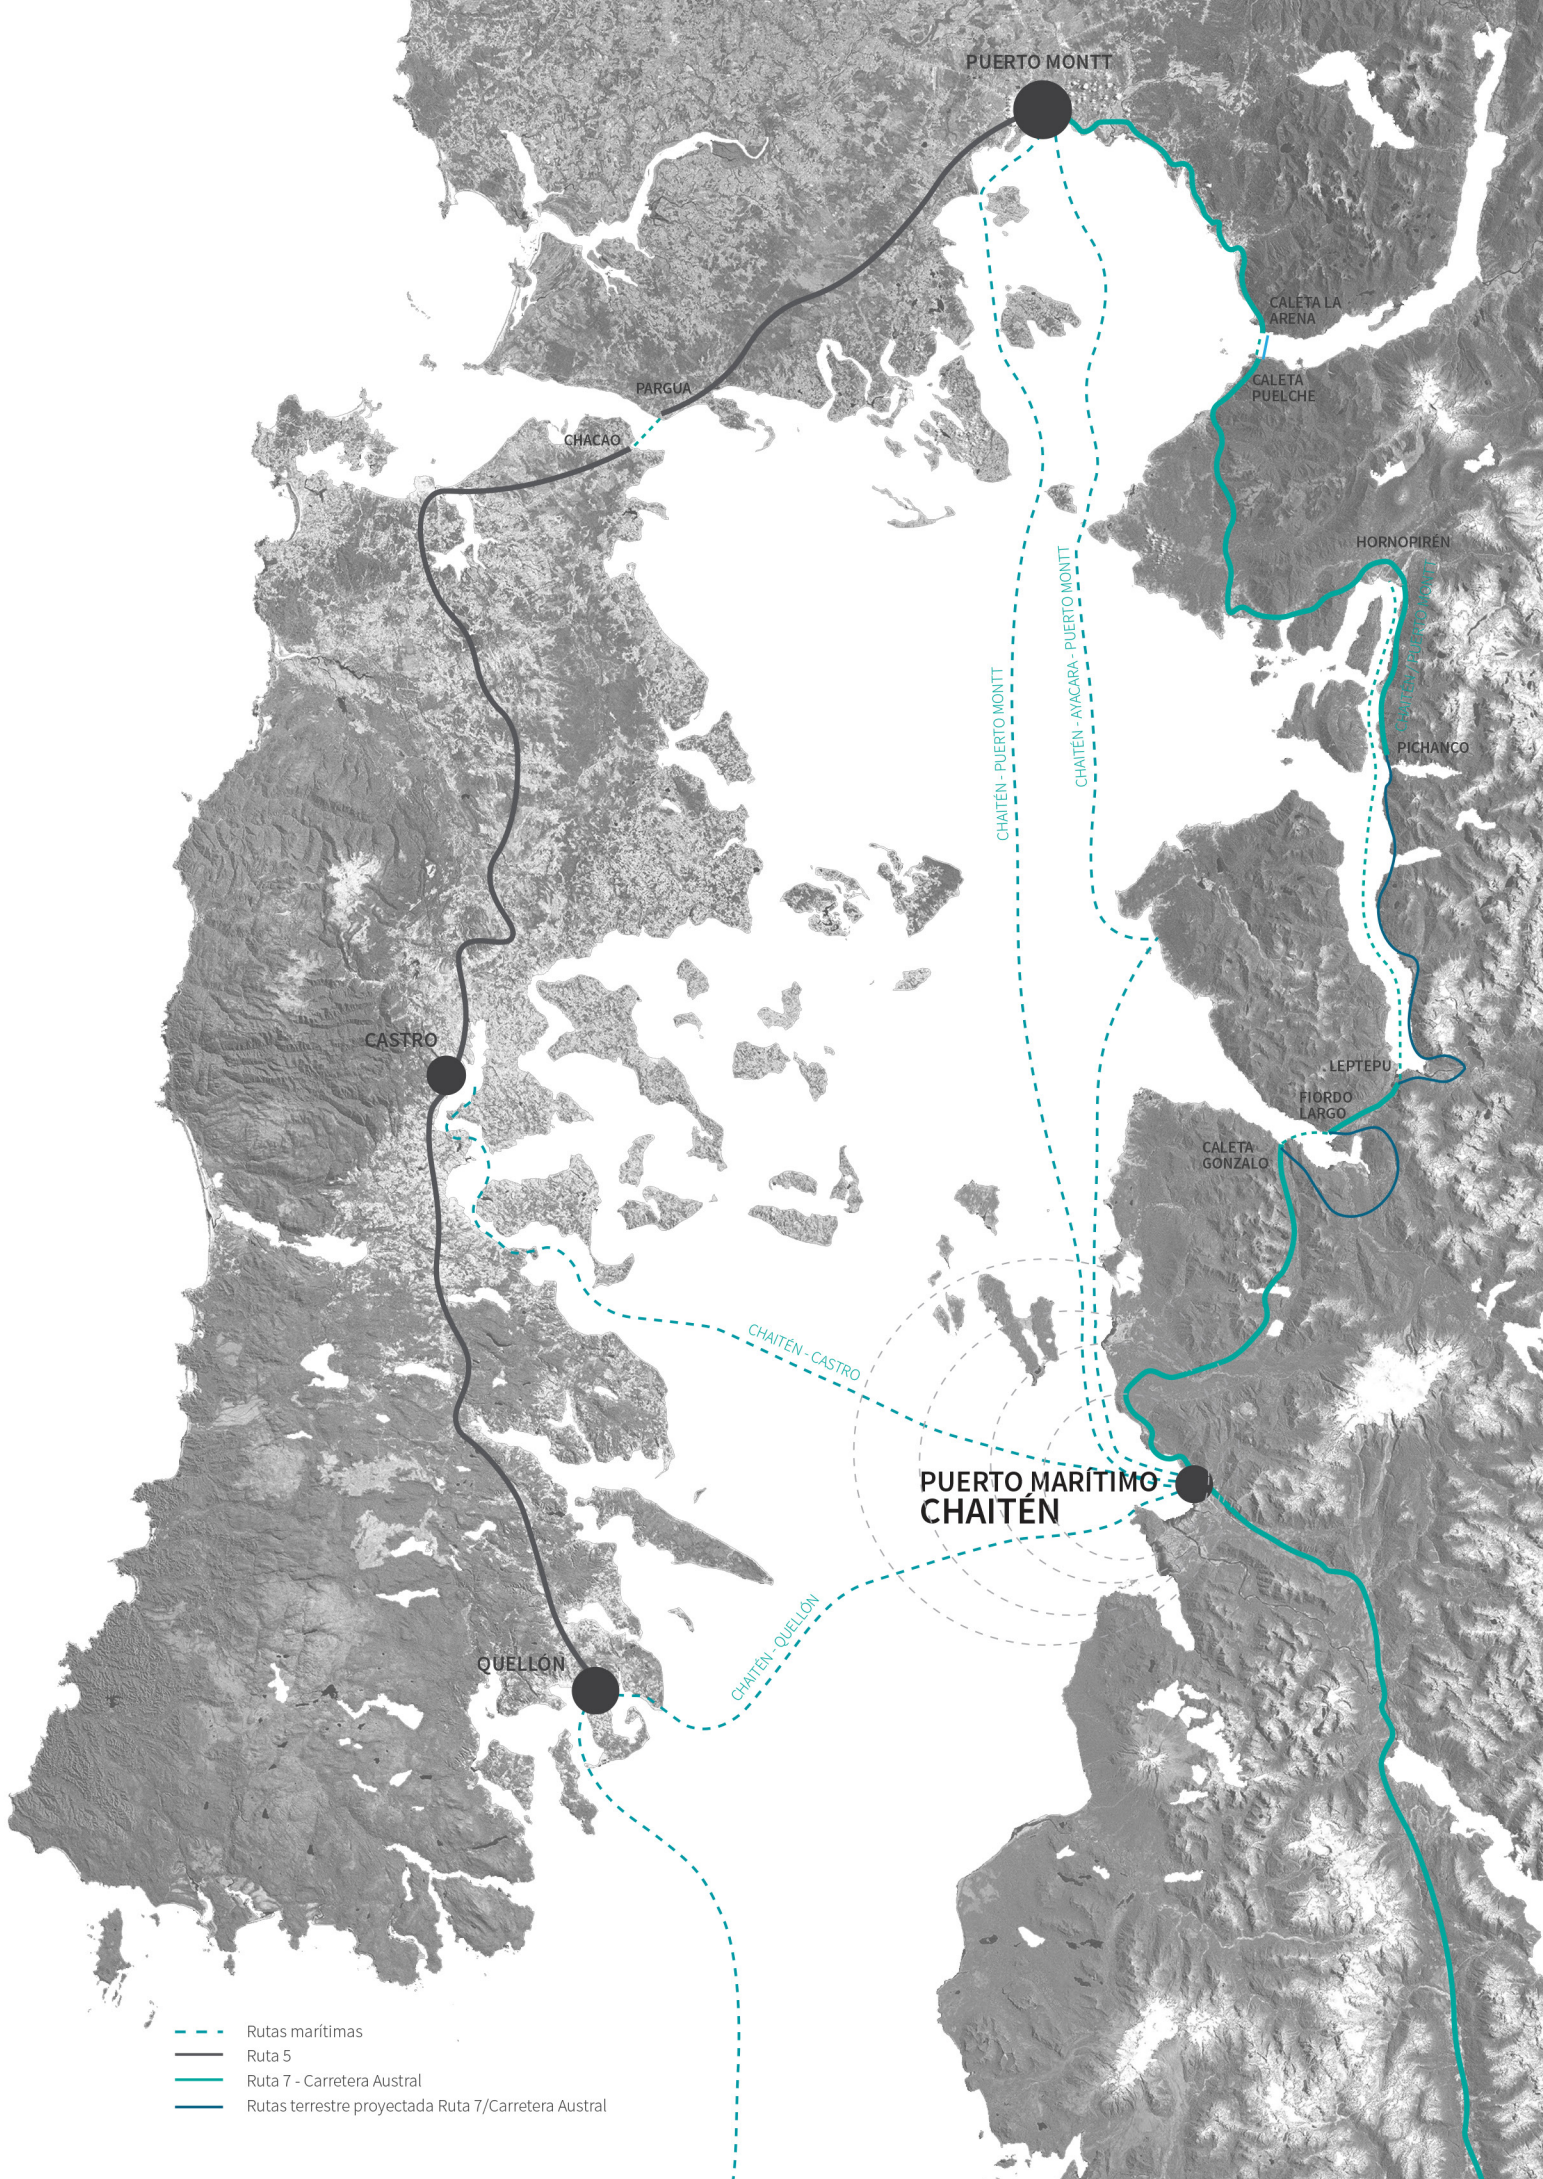 PUERTO MONTT
CALETA LA
ARENA
CALETA
PUELCHE
PARGUA
CHACAO
HORNOPIRÉN
CHAITÉN - AYACARA - PUERTO MONTT
CHAITÉN - PUERTO MONTT
PICHANCO
CASTRO
LEPTEPU
FIORDO
LARGO
CALETA
GONZALO
CHAITÉN - CASTRO
PUERTO MARÍTIMO
CHAITÉN
CHAITÉN - QUELLÓN
QUELLÓN
Rutas marítimas
Ruta 5
Ruta 7 - Carretera Austral
Rutas terrestre proyectada Ruta 7/Carretera Austral